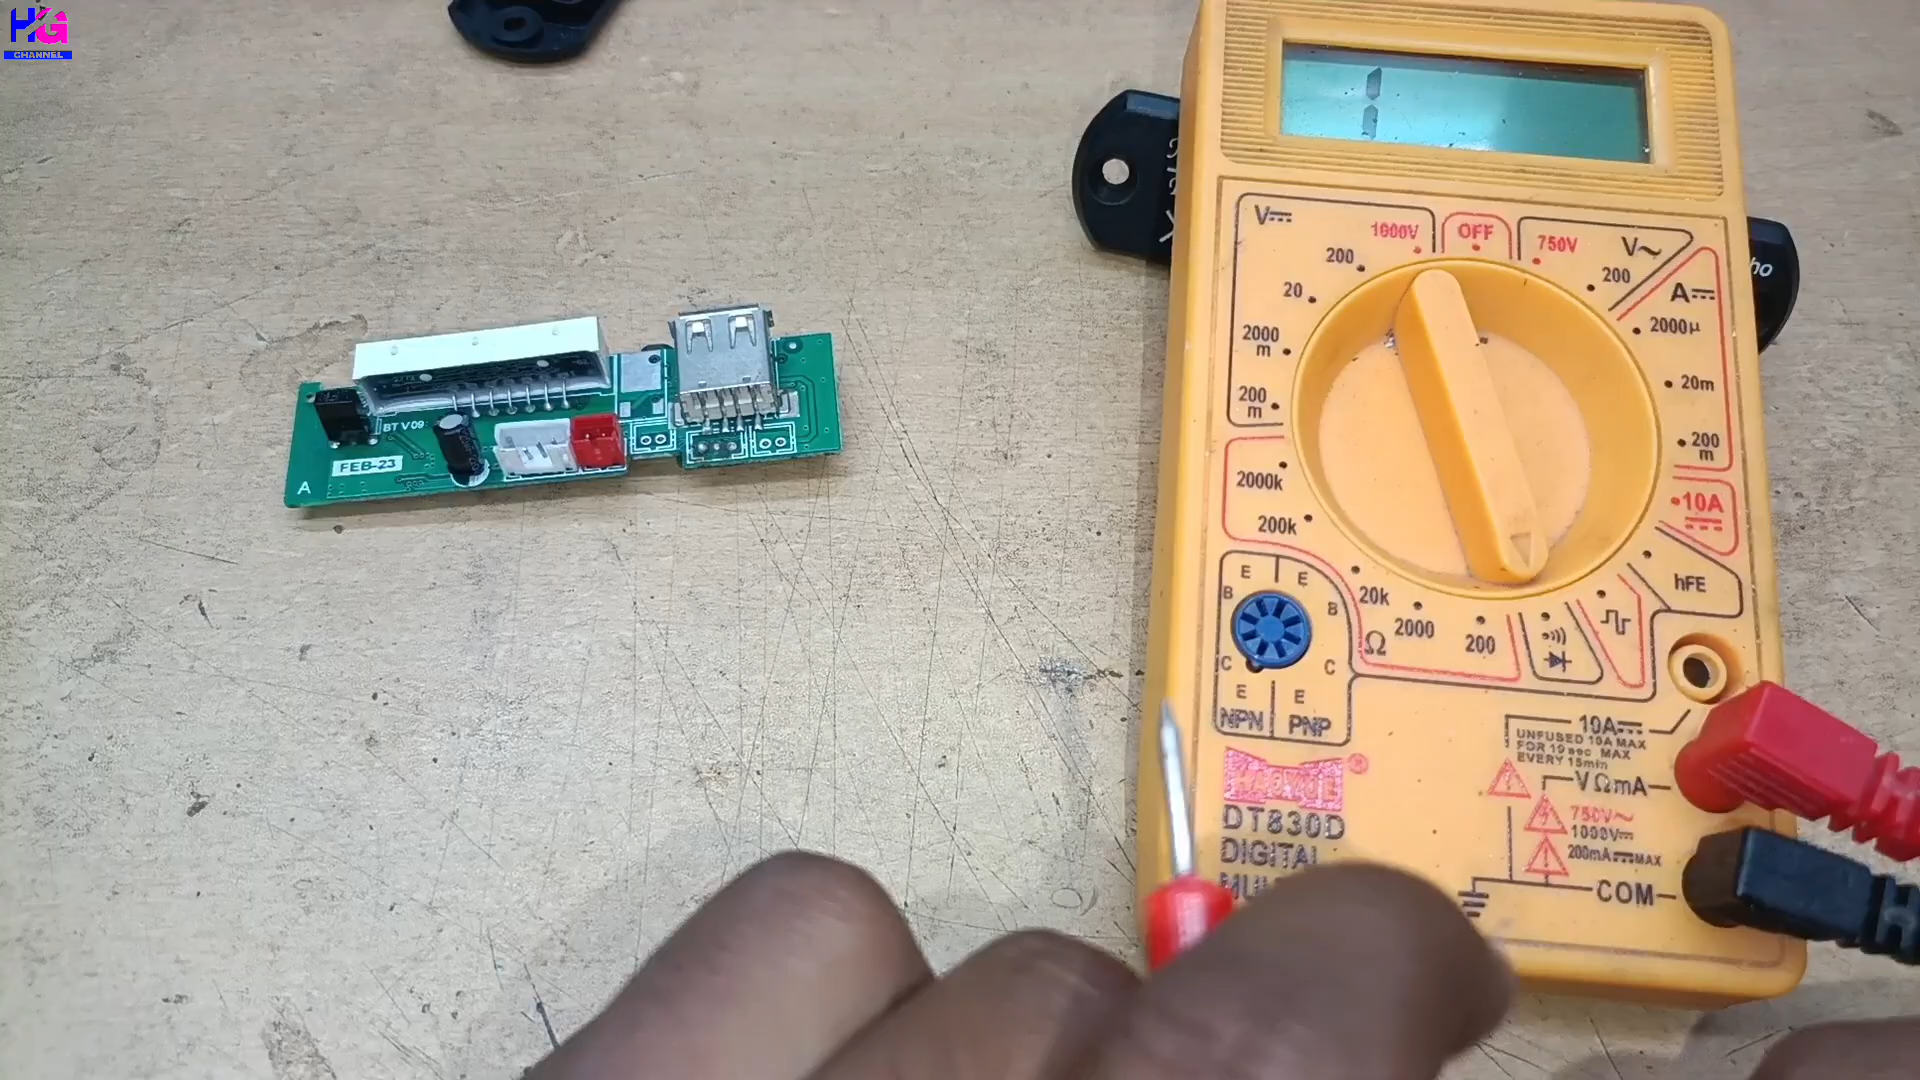 HG
CHANNEL
BT V09
FEB-23
A
V
1000V
OFF
750V
V~
200
20
2000
m
200
m
200
A
2000µ
20m
200
m
10A
hFE
2000k
200k
20k
2000
200
Ω
E
E
B
B
C
C
E
E
NPN
PNP
10A
UNFUSED 10A MAX
FOR 10 sec MAX
EVERY 15min
VΩmA
750V~
1000V
200mA MAX
COM
HAOYUE®
DT830D
DIGITAL